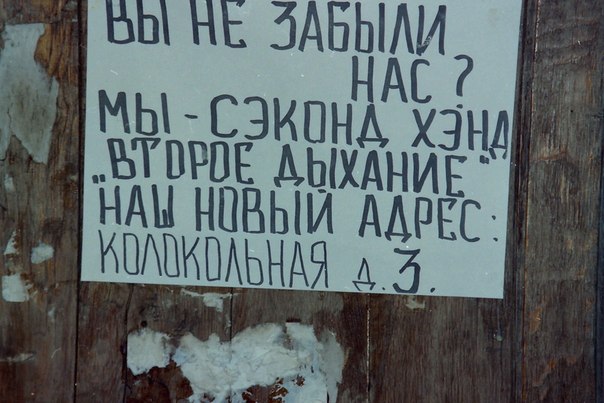 ВЫ НЕ ЗАБЫЛИ
НАС?
МЫ - СЭКОНД ХЭНД
„ВТОРОЕ ДЫХАНИЕ"
НАШ НОВЫЙ АДРЕС:
КОЛОКОЛЬНАЯ Д.3.